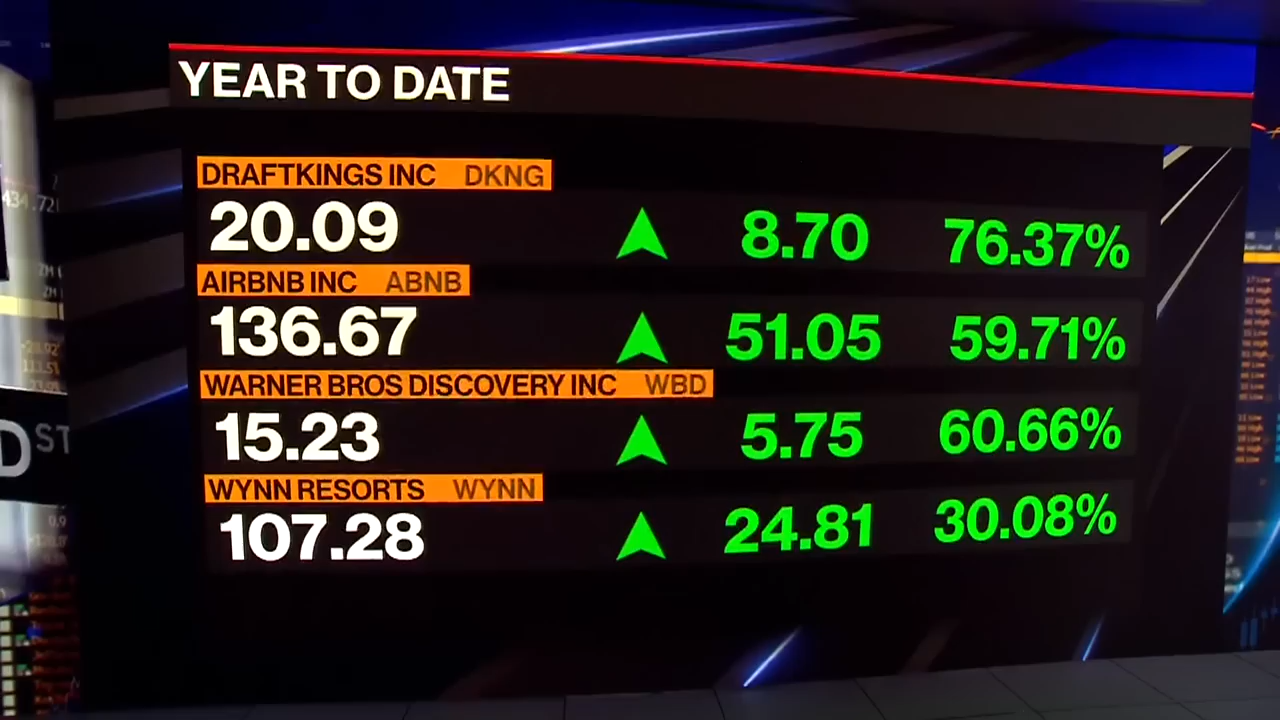 YEAR TO DATE
DRAFTKINGS INC DKNG
20.09 ▲ 8.70 76.37%
AIRBNB INC ABNB
136.67 ▲ 51.05 59.71%
WARNER BROS DISCOVERY INC WBD
15.23 ▲ 5.75 60.66%
WYNN RESORTS WYNN
107.28 ▲ 24.81 30.08%
D ST